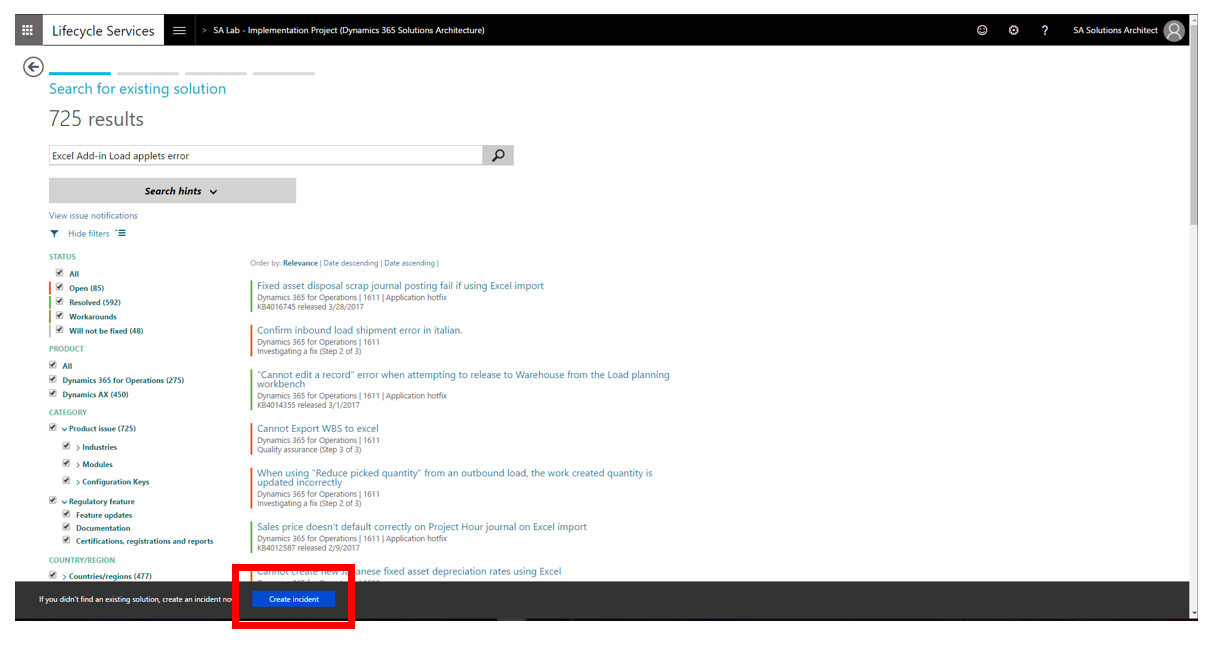 Lifecycle Services > SA Lab - Implementation Project (Dynamics 365 Solutions Architecture) ? SA Solutions Architect
Search for existing solution
725 results
Excel Add-in Load applets error
Search hints
View issue notifications
Hide filters
STATUS
All
Open (85)
Resolved (592)
Workarounds
Will not be fixed (48)
PRODUCT
All
Dynamics 365 for Operations (275)
Dynamics AX (450)
CATEGORY
Product issue (725)
> Industries
> Modules
> Configuration Keys
Regulatory feature
Feature updates
Documentation
Certifications, registrations and reports
COUNTRY/REGION
> Countries/regions (477)
Order by: Relevance | Date descending | Date ascending |
Fixed asset disposal scrap journal posting fail if using Excel import
Dynamics 365 for Operations | 1611 | Application hotfix
KB4016745 released 3/28/2017
Confirm inbound load shipment error in italian.
Dynamics 365 for Operations | 1611
Investigating a fix (Step 2 of 3)
"Cannot edit a record" error when attempting to release to Warehouse from the Load planning
workbench
Dynamics 365 for Operations | 1611 | Application hotfix
KB4014355 released 3/1/2017
Cannot Export WBS to excel
Dynamics 365 for Operations | 1611
Quality assurance (Step 3 of 3)
When using "Reduce picked quantity" from an outbound load, the work created quantity is
updated incorrectly
Dynamics 365 for Operations | 1611
Investigating a fix (Step 2 of 3)
Sales price doesn't default correctly on Project Hour journal on Excel import
Dynamics 365 for Operations | 1611 | Application hotfix
KB4012587 released 2/9/2017
Cannot create new Japanese fixed asset depreciation rates using Excel
If you didn't find an existing solution, create an incident
Create incident